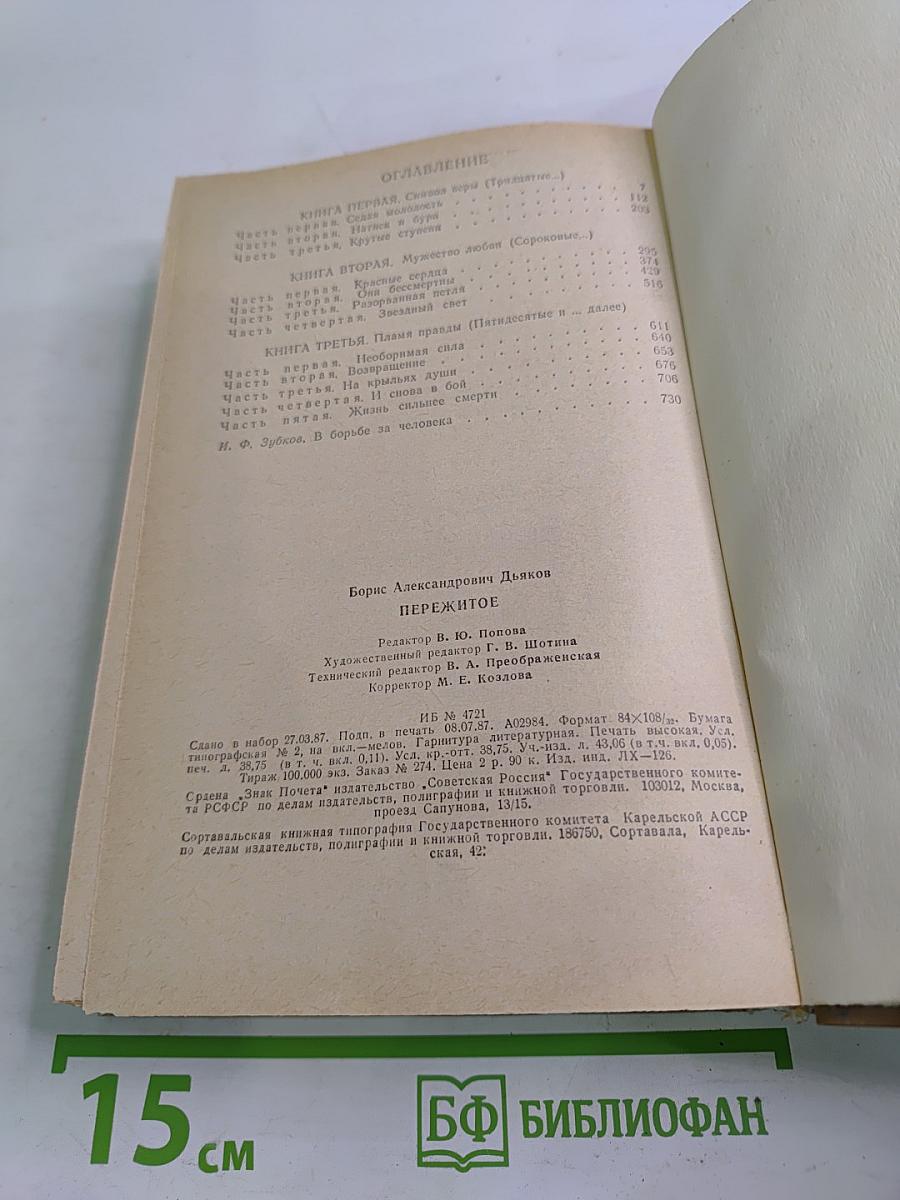 ОГЛАВЛЕНИЕ
КНИГА ПЕРВАЯ. Символ веры (Тридцатые...)
Часть первая. Седая молодость . . . . . . . . . . 7
Часть вторая. Натиск и буря . . . . . . . . . . 112
Часть третья. Крутые ступени . . . . . . . . . . 203
КНИГА ВТОРАЯ. Мужество любви (Сороковые...)
Часть первая. Красные сердца . . . . . . . . . . 295
Часть вторая. Они бессмертны . . . . . . . . . . 374
Часть третья. Разорванная петля . . . . . . . . . . 429
Часть четвертая. Звездный свет . . . . . . . . . . 516
КНИГА ТРЕТЬЯ. Пламя правды (Пятидесятые и ... далее)
Часть первая. Необоримая сила . . . . . . . . . . 611
Часть вторая. Возвращение . . . . . . . . . . 640
Часть третья. На крыльях души . . . . . . . . . . 653
Часть четвертая. И снова в бой . . . . . . . . . . 676
Часть пятая. Жизнь сильнее смерти . . . . . . . . . . 706
И. Ф. Зубков. В борьбе за человека . . . . . . . . . . 730
Борис Александрович Дьяков
ПЕРЕЖИТОЕ
Редактор В. Ю. Попова
Художественный редактор Г. В. Шотина
Технический редактор В. А. Преображенская
Корректор М. Е. Козлова
ИБ № 4721
Сдано в набор 27.03.87. Подп. в печать 08.07.87. А02984. Формат 84×108/32. Бумага
типографская № 2, на вкл.—мелов. Гарнитура литературная. Печать высокая. Усл.
печ. л. 38,75 (в т. ч. вкл. 0,11). Усл. кр.-отт. 38,75. Уч.-изд. л. 43,06 (в т.ч. вкл. 0,05).
Тираж 100.000 экз. Заказ № 274. Цена 2 р. 90 к. Изд. инд. ЛХ—126.
Ордена „Знак Почета“ издательство „Советская Россия“ Государственного комите-
та РСФСР по делам издательств, полиграфии и книжной торговли. 103012, Москва,
проезд Сапунова, 13/15.
Сортавальская книжная типография Государственного комитета Карельской АССР
по делам издательств, полиграфии и книжной торговли. 186750, Сортавала, Карель-
ская, 42.
15 см
БФ БИБЛИОФАН